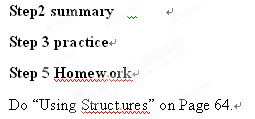 Step2 summary
Step 3 practice
Step 5 Homework
Do “Using Structures” on Page 64.